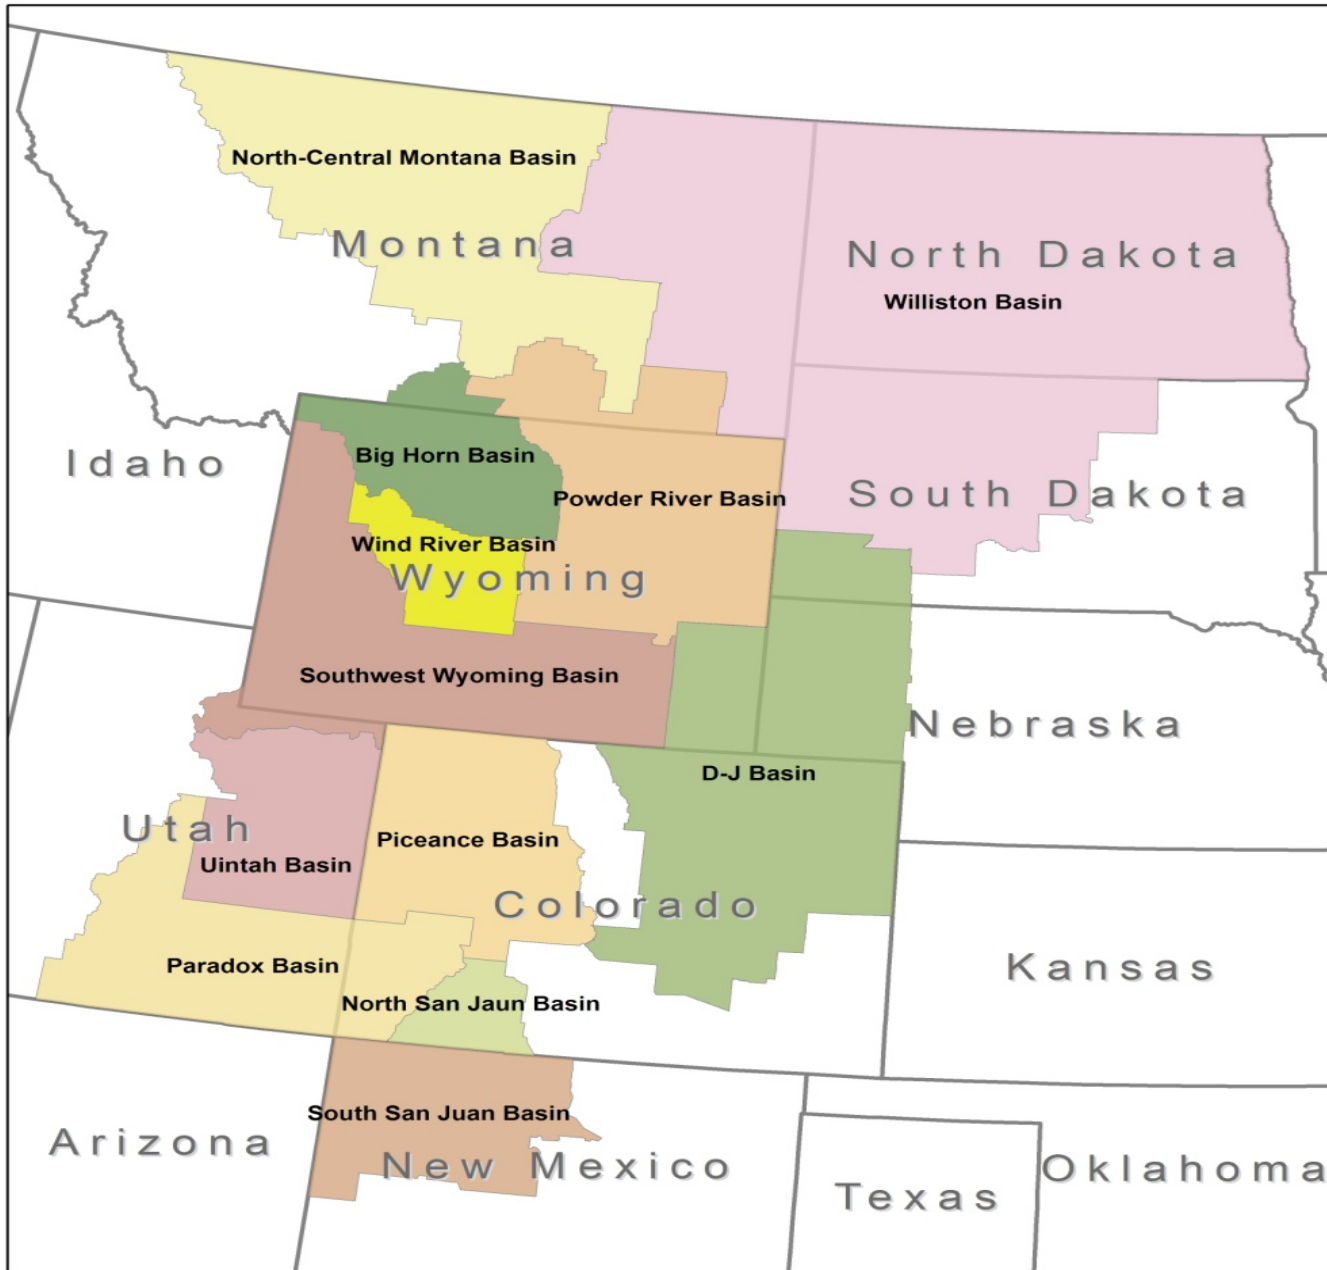 North-Central Montana Basin
Montana
North Dakota
Williston Basin
Idaho
Big Horn Basin
Powder River Basin
South Dakota
Wind River Basin
Wyoming
Southwest Wyoming Basin
Nebraska
D-J Basin
Utah
Piceance Basin
Uintah Basin
Colorado
Paradox Basin
Kansas
North San Jaun Basin
South San Juan Basin
Arizona
New Mexico
Texas
Oklahoma